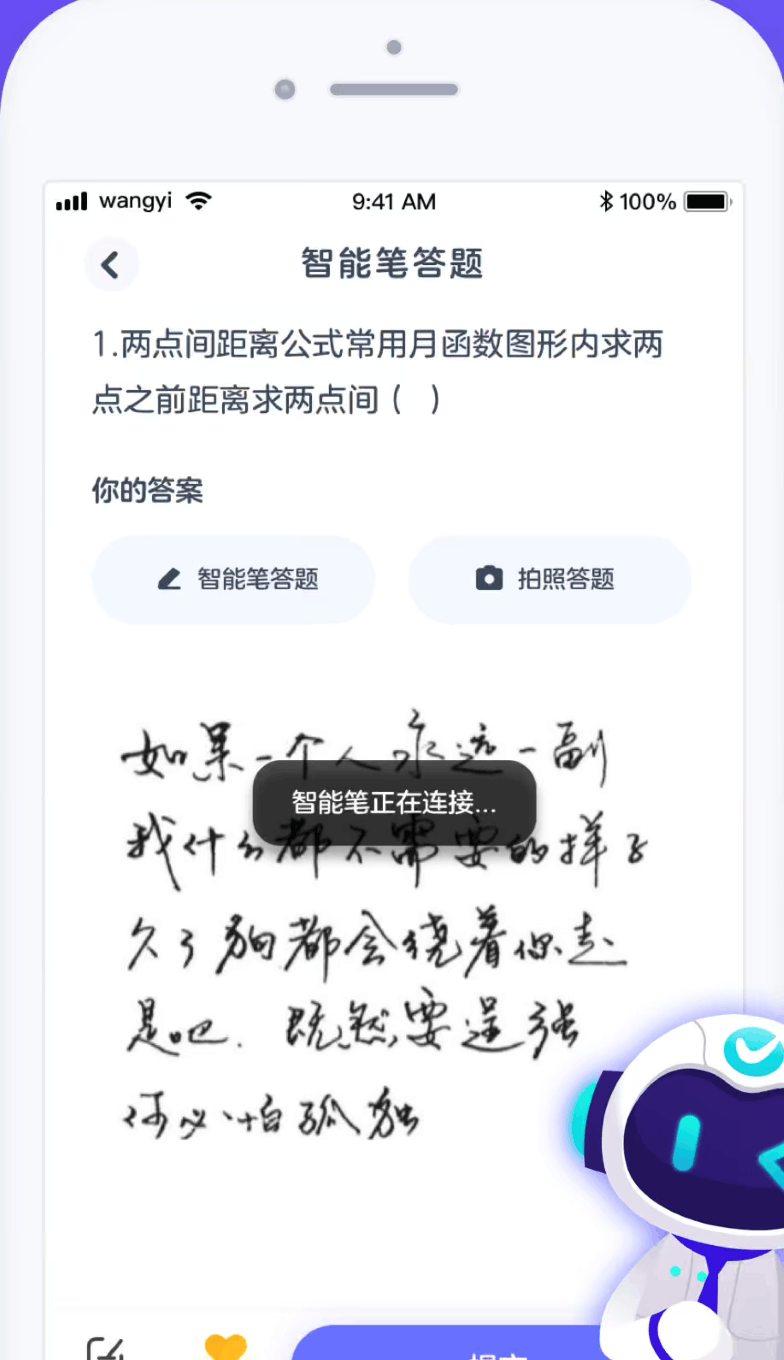 wangyi 9:41 AM 100%
智能笔答题
1.两点间距离公式常用月函数图形内求两
点之前距离求两点间（ ）
你的答案
智能笔答题 拍照答题
如果一个人永远一副
智能笔正在连接...
我什么都不需要的样子
久了狗都会绕着你走
是吧. 既然要逞强
何必怕孤独